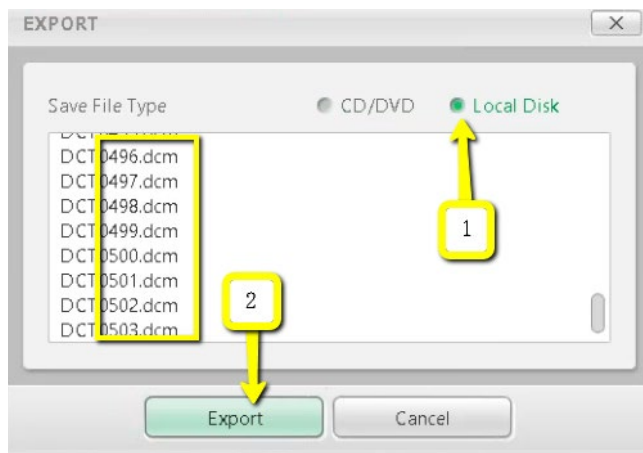 EXPORT
Save File Type
CD/DVD
Local Disk
DCT0496.dcm
DCT0497.dcm
DCT0498.dcm
DCT0499.dcm
DCT0500.dcm
DCT0501.dcm
DCT0502.dcm
DCT0503.dcm
1
2
Export
Cancel